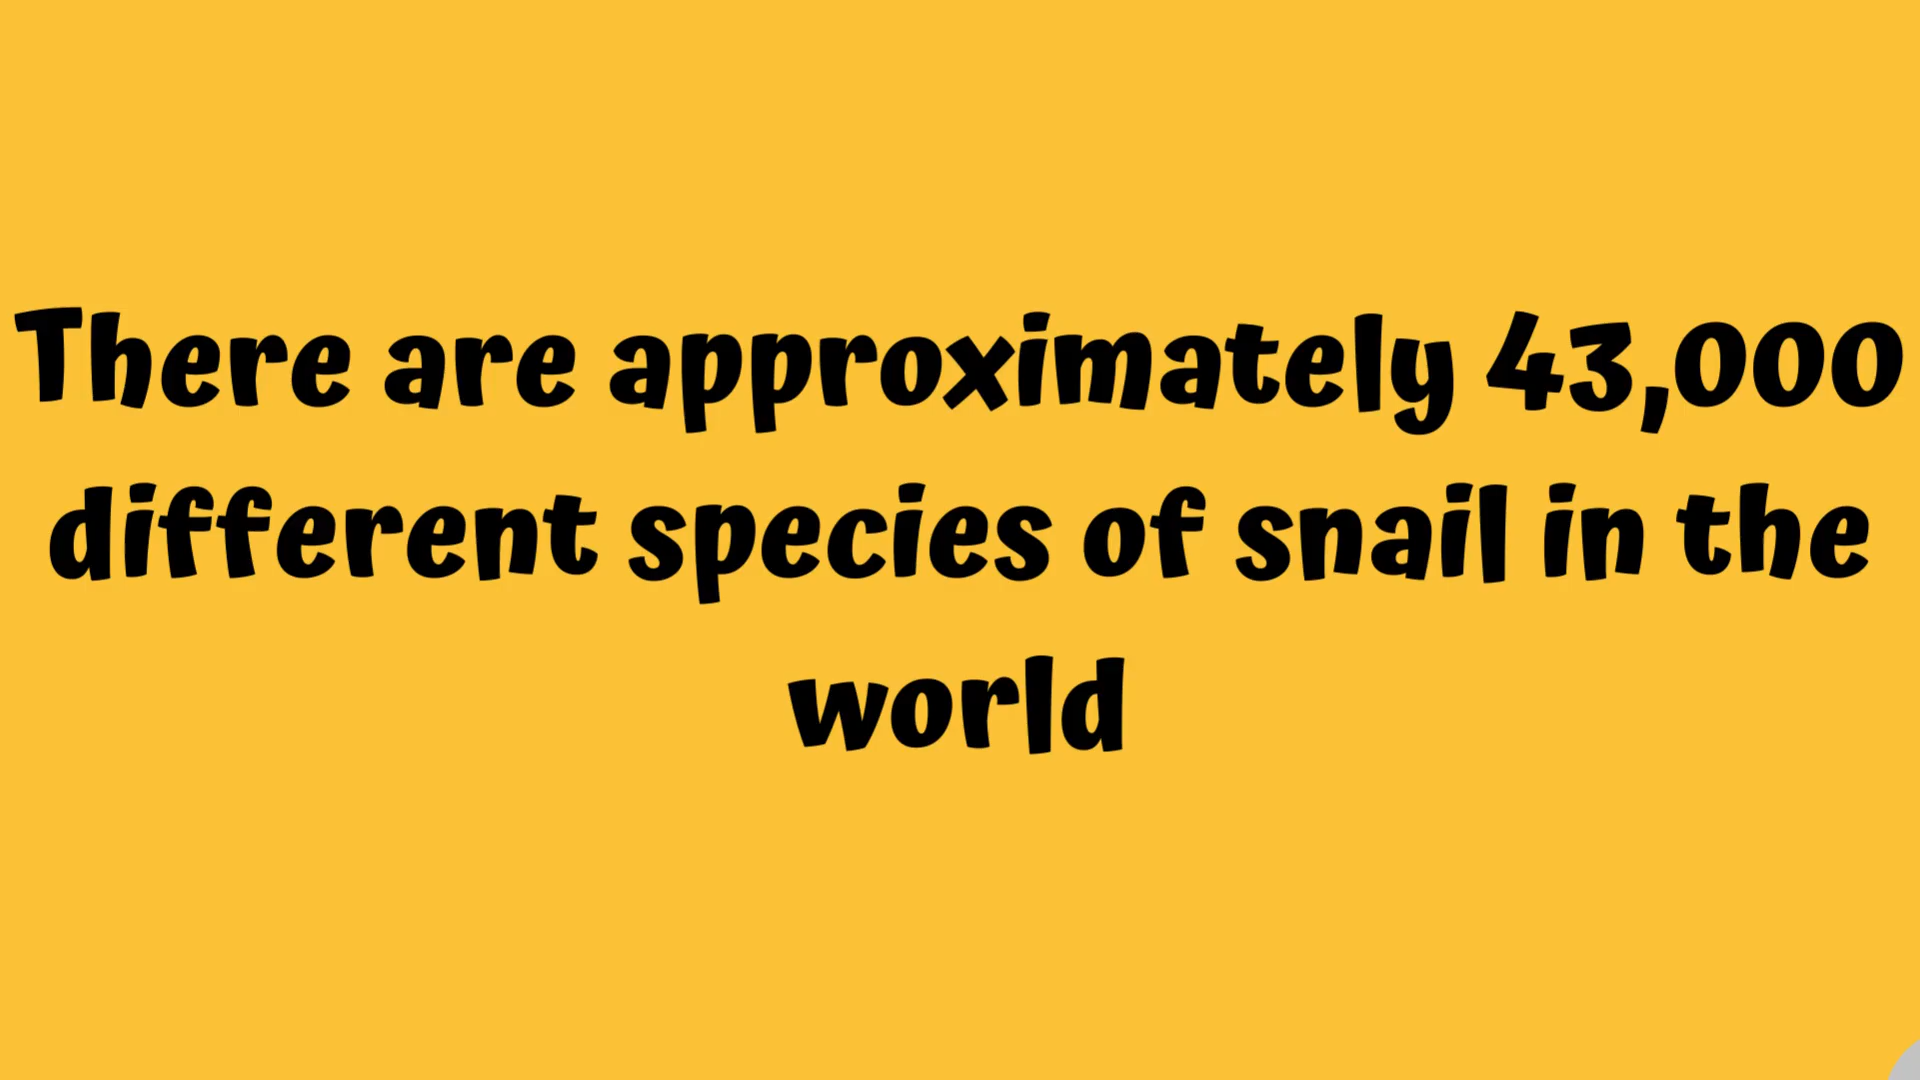 There are approximately 43,000
different species of snail in the
world